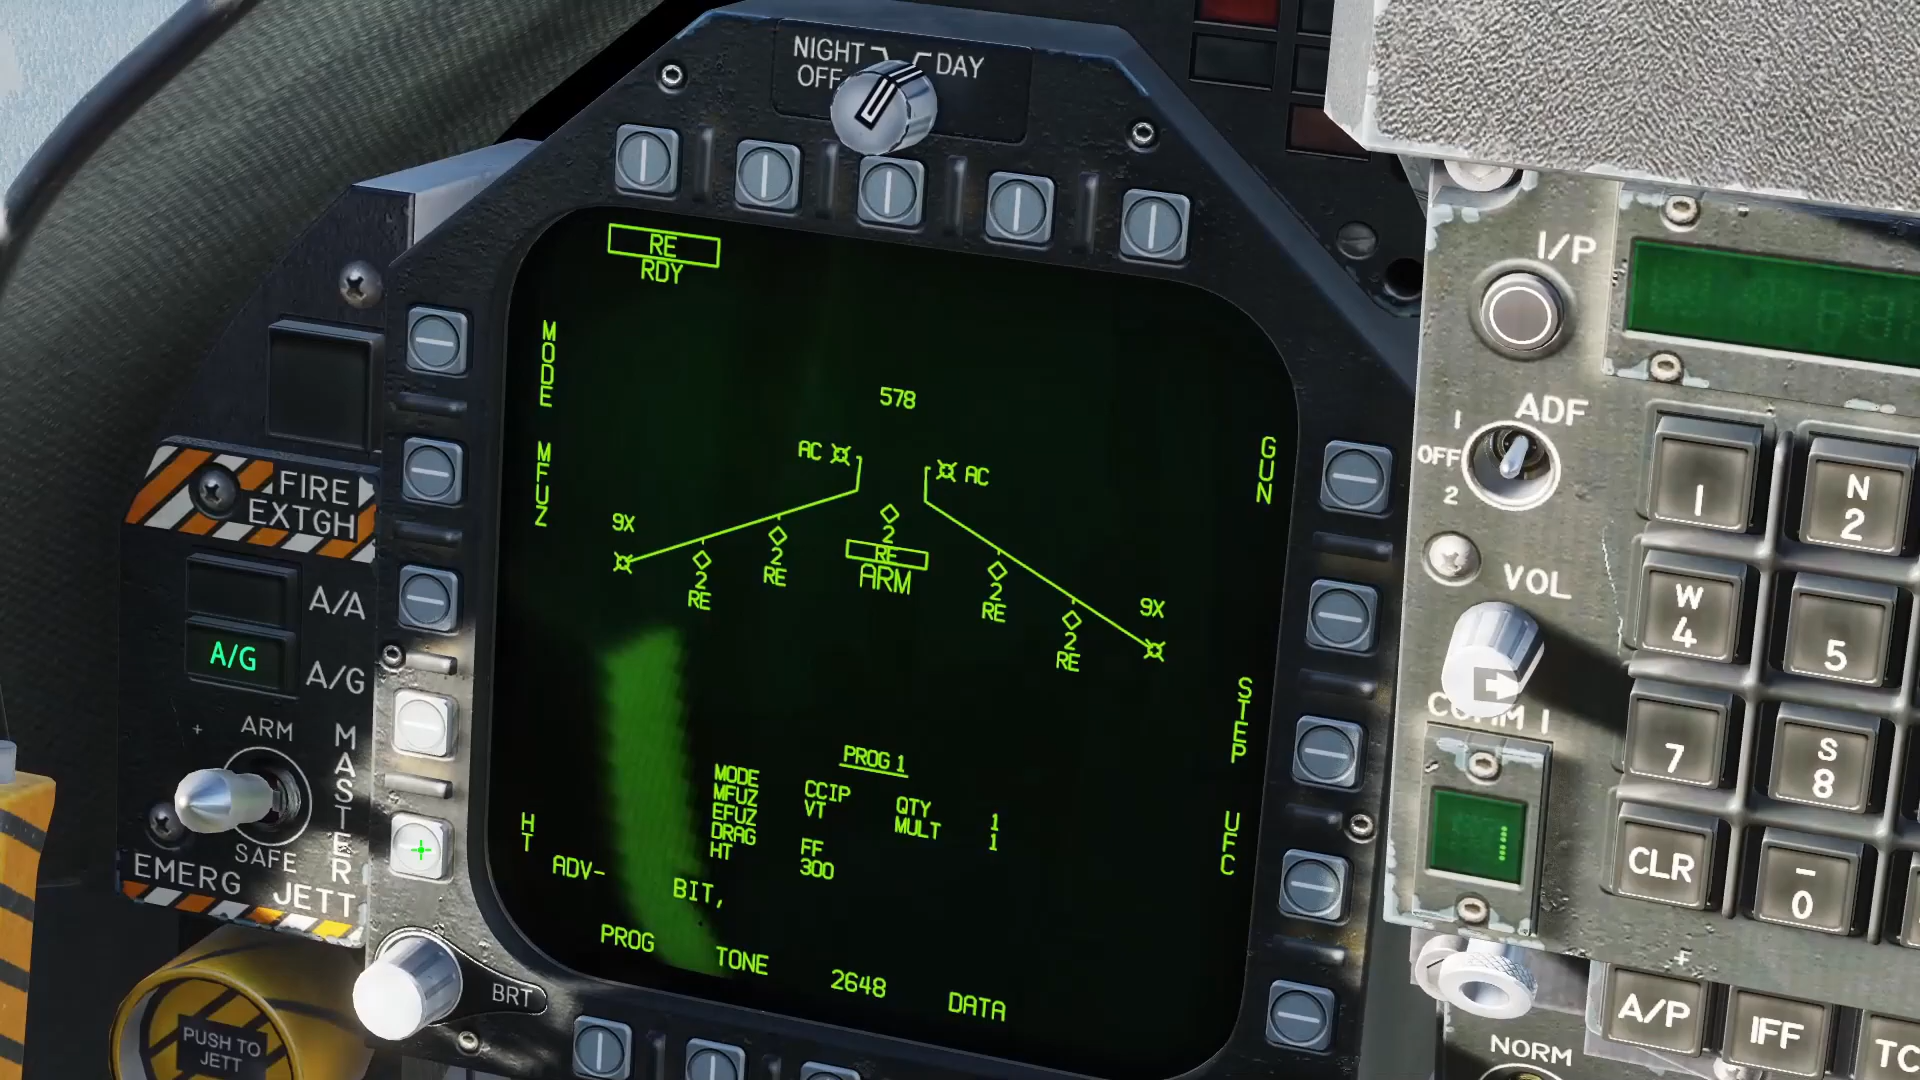 NIGHT
OFF
DAY
RE
RDY
MODE
MFUZ
578
AC
AC
9X
2
RE
2
RE
2
RE
ARM
2
RE
2
RE
9X
GUN
STEP
UFC
HT
PROG 1
MODE CCIP QTY 1
MFUZ VT MULT 1
EFUZ
DRAG FF
HT 300
ADV-
BIT,
PROG
TONE
2648
DATA
BRT
FIRE
EXTGH
A/A
A/G
A/G
ARM
SAFE
MASTER
EMERG
JETT
PUSH TO
JETT
I/P
ADF
1
OFF
2
VOL
COMM 1
1
N
2
W
4
5
7
S
8
CLR
-
0
A/P
IFF
NORM